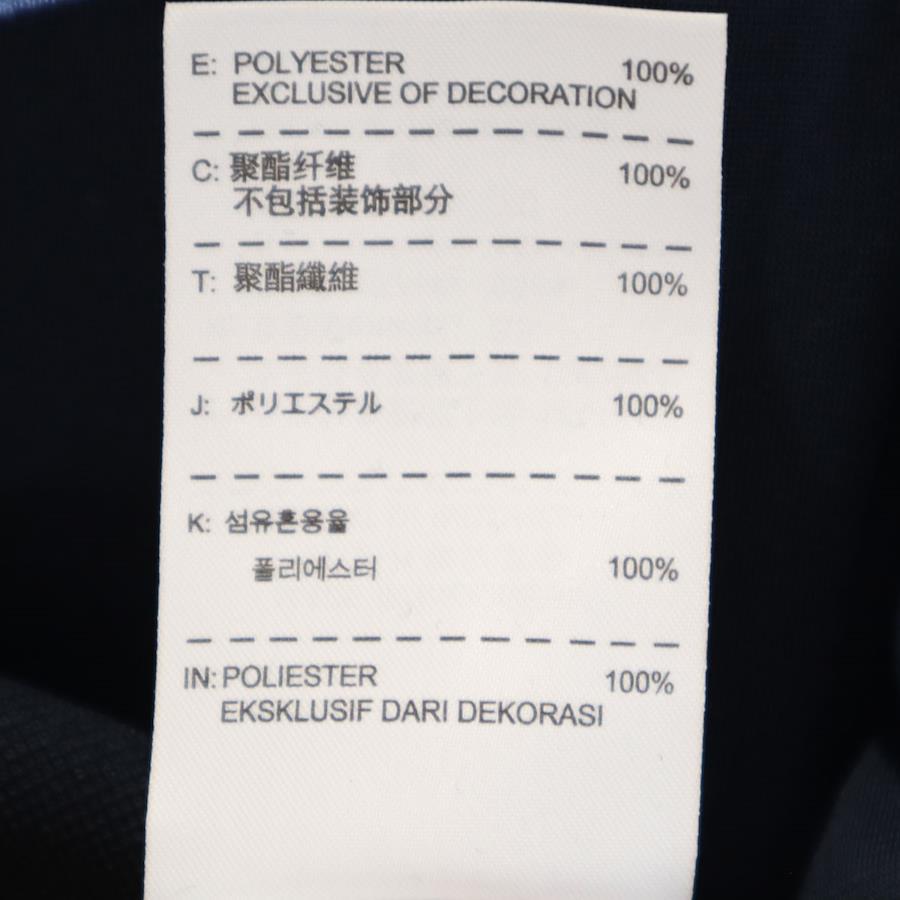 E: POLYESTER 100%
EXCLUSIVE OF DECORATION
C: 聚酯纤维 100%
不包括装饰部分
T: 聚酯纖維 100%
J: ポリエステル 100%
K: 섬유혼용율
폴리에스터 100%
IN: POLIESTER 100%
EKSKLUSIF DARI DEKORASI